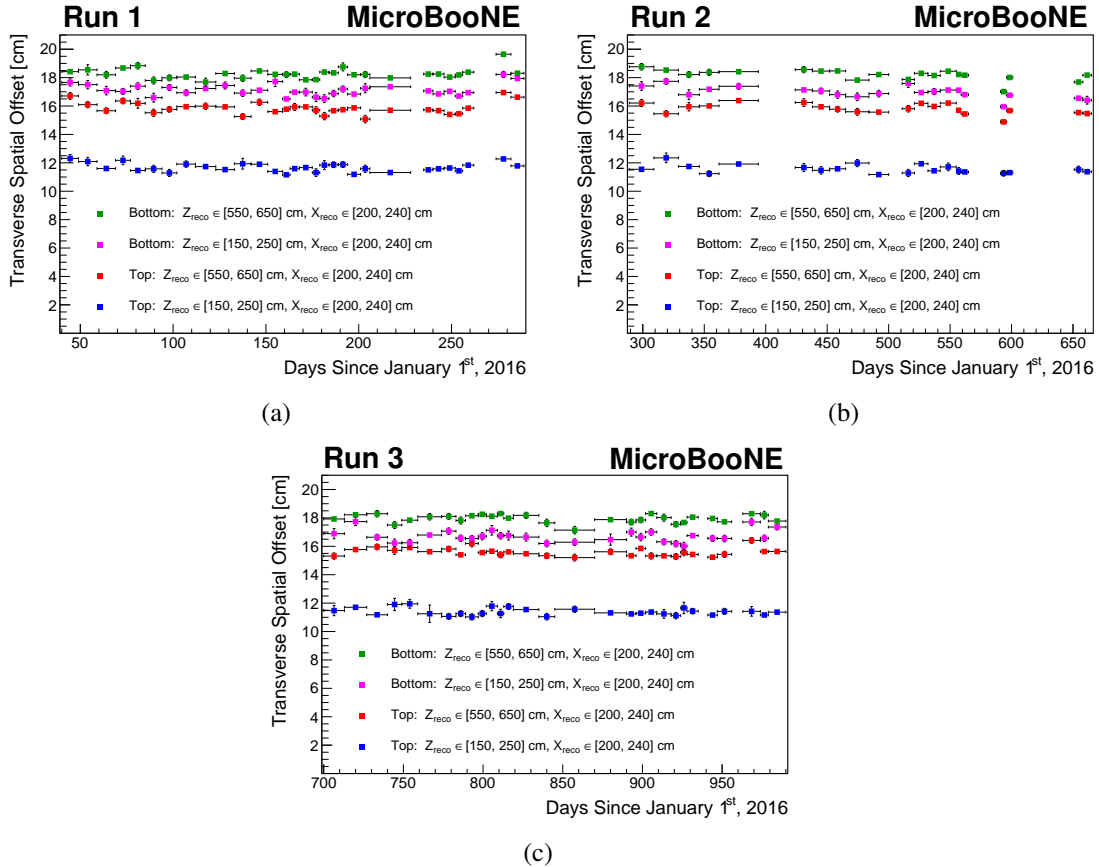 Run 1 MicroBooNE
Transverse Spatial Offset [cm]
20
18
16
14
12
10
8
6
4
2
Bottom: Z_reco ∈ [550, 650] cm, X_reco ∈ [200, 240] cm
Bottom: Z_reco ∈ [150, 250] cm, X_reco ∈ [200, 240] cm
Top: Z_reco ∈ [550, 650] cm, X_reco ∈ [200, 240] cm
Top: Z_reco ∈ [150, 250] cm, X_reco ∈ [200, 240] cm
50 100 150 200 250
Days Since January 1st, 2016
(a)
Run 2 MicroBooNE
Transverse Spatial Offset [cm]
20
18
16
14
12
10
8
6
4
2
Bottom: Z_reco ∈ [550, 650] cm, X_reco ∈ [200, 240] cm
Bottom: Z_reco ∈ [150, 250] cm, X_reco ∈ [200, 240] cm
Top: Z_reco ∈ [550, 650] cm, X_reco ∈ [200, 240] cm
Top: Z_reco ∈ [150, 250] cm, X_reco ∈ [200, 240] cm
300 350 400 450 500 550 600 650
Days Since January 1st, 2016
(b)
Run 3 MicroBooNE
Transverse Spatial Offset [cm]
20
18
16
14
12
10
8
6
4
2
Bottom: Z_reco ∈ [550, 650] cm, X_reco ∈ [200, 240] cm
Bottom: Z_reco ∈ [150, 250] cm, X_reco ∈ [200, 240] cm
Top: Z_reco ∈ [550, 650] cm, X_reco ∈ [200, 240] cm
Top: Z_reco ∈ [150, 250] cm, X_reco ∈ [200, 240] cm
700 750 800 850 900 950
Days Since January 1st, 2016
(c)